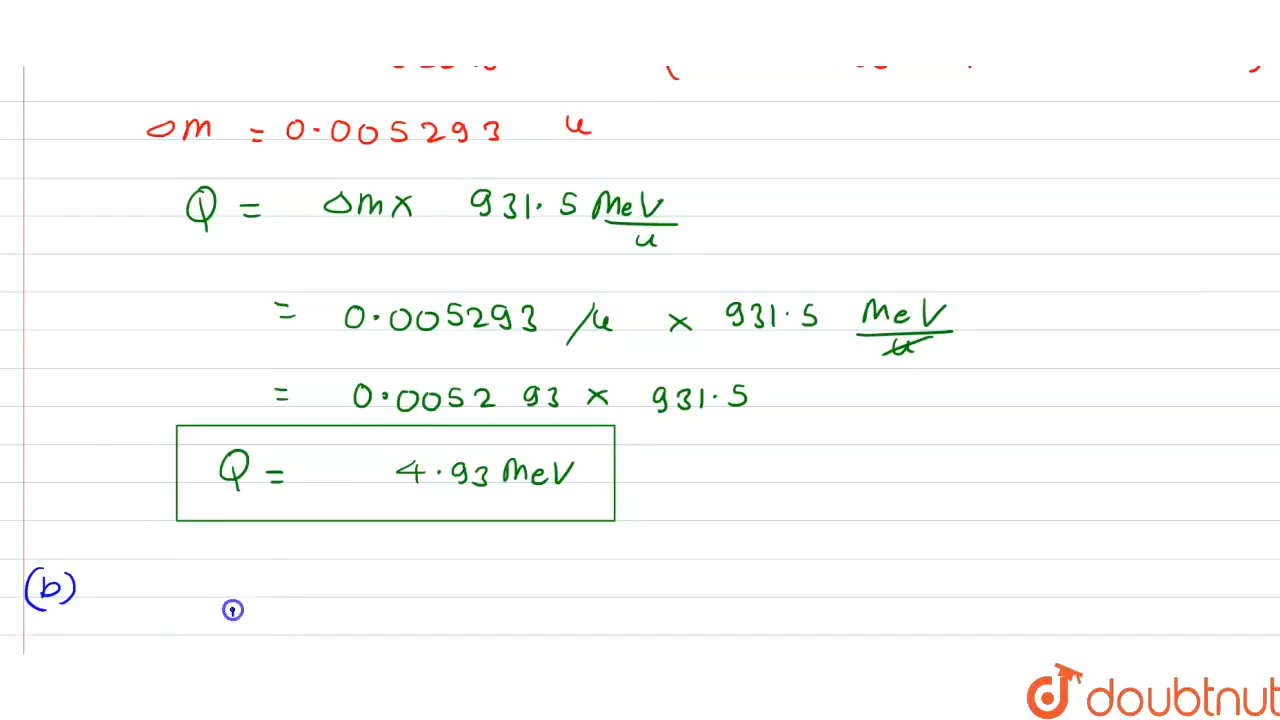 Δm = 0.005293 u
Q = Δm × 931.5 MeV/u
= 0.005293 u × 931.5 MeV/u
= 0.005293 × 931.5
Q = 4.93 MeV
(b)
doubtnut